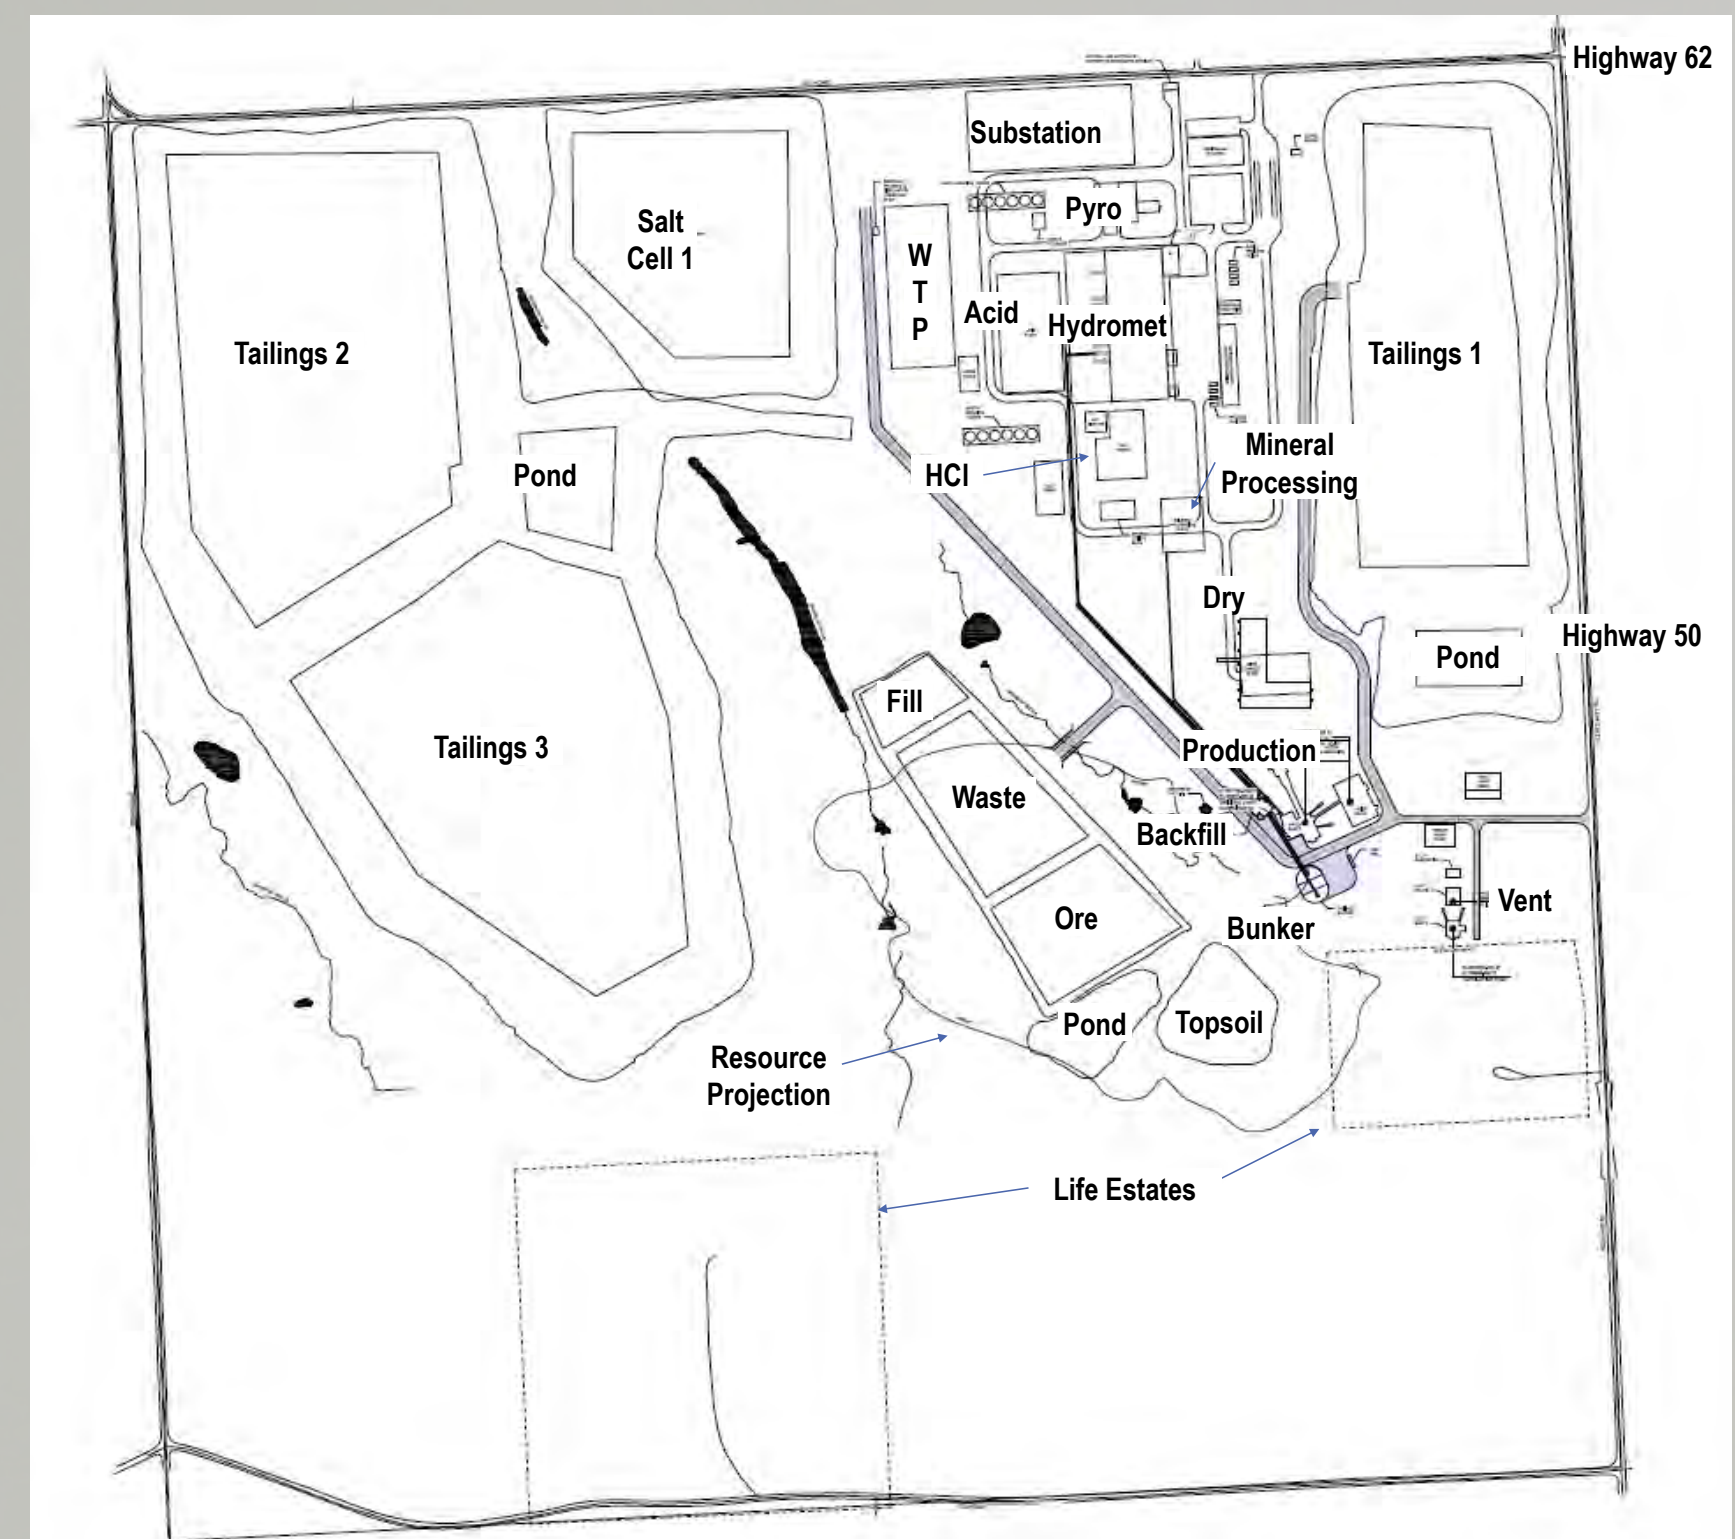 Highway 62
Substation
Pyro
Salt
Cell 1
W
T
P
Acid
Hydromet
Tailings 2
Tailings 1
Mineral
Processing
HCl
Pond
Dry
Highway 50
Pond
Fill
Tailings 3
Production
Waste
Backfill
Ore
Vent
Bunker
Pond
Topsoil
Resource
Projection
Life Estates